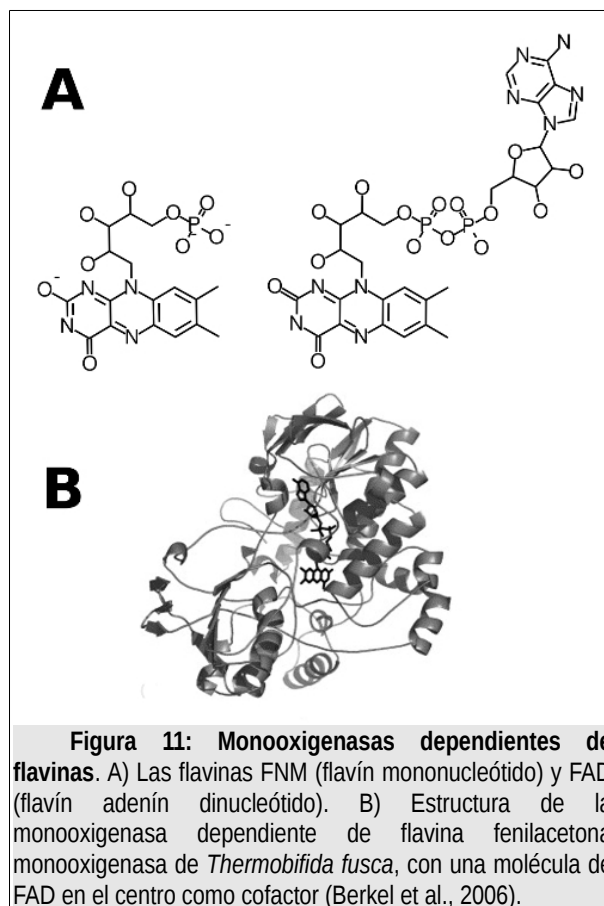 A
N
N
N
N
N
O
O
O
O
O
O
O
P
O
O
-
-
O
O
P
O
P
O
O
O
O
O
O
-
O
N
N
N
N
O
O
N
N
N
N
O
B
Figura 11: Monooxigenasas dependientes de
flavinas. A) Las flavinas FNM (flavín mononucleótido) y FAD
(flavín adenín dinucleótido). B) Estructura de la
monooxigenasa dependiente de flavina fenilacetona
monooxigenasa de Thermobifida fusca, con una molécula de
FAD en el centro como cofactor (Berkel et al., 2006).